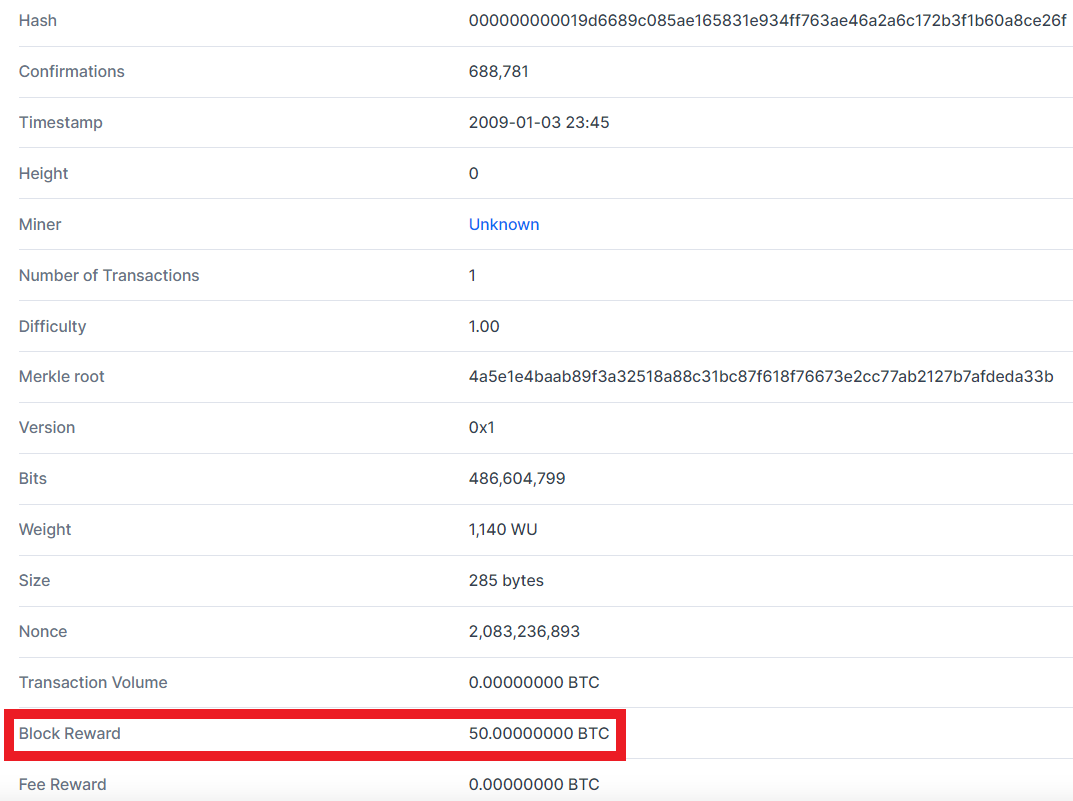 Hash 000000000019d6689c085ae165831e934ff763ae46a2a6c172b3f1b60a8ce26f
Confirmations 688,781
Timestamp 2009-01-03 23:45
Height 0
Miner Unknown
Number of Transactions 1
Difficulty 1.00
Merkle root 4a5e1e4baab89f3a32518a88c31bc87f618f76673e2cc77ab2127b7afdeda33b
Version 0x1
Bits 486,604,799
Weight 1,140 WU
Size 285 bytes
Nonce 2,083,236,893
Transaction Volume 0.00000000 BTC
Block Reward 50.00000000 BTC
Fee Reward 0.00000000 BTC